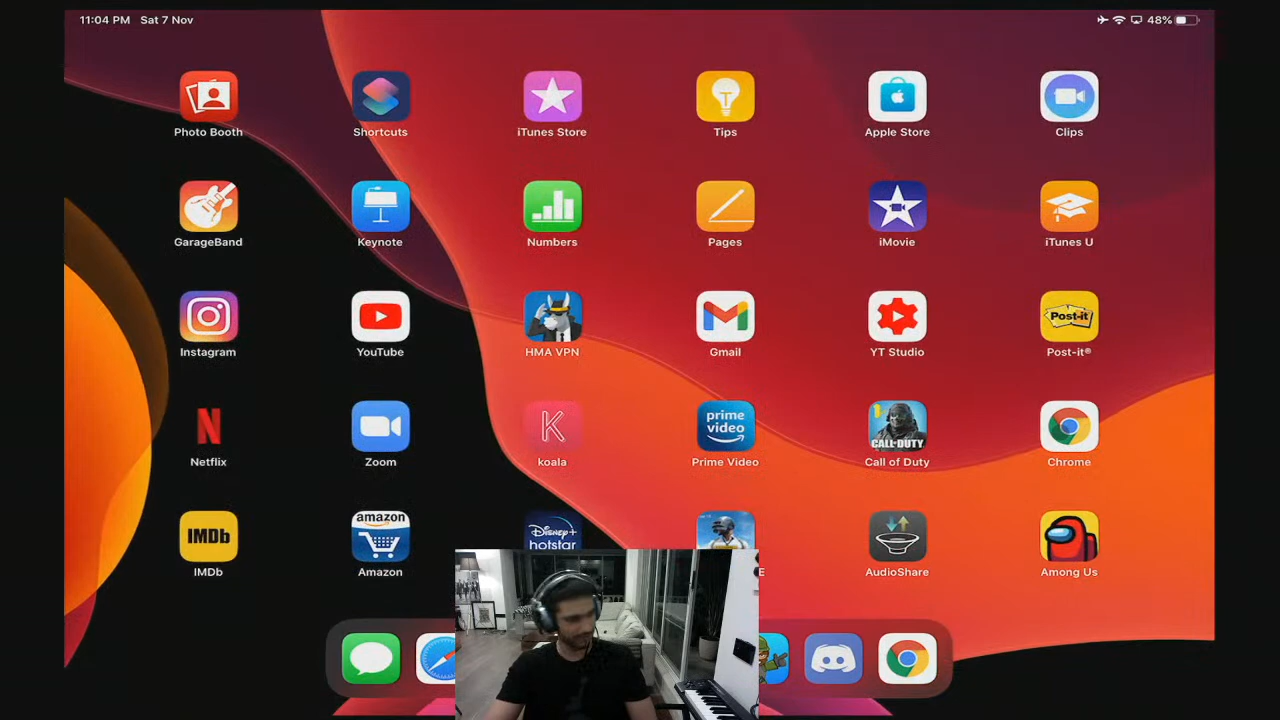 11:04 PM Sat 7 Nov 48%
Photo Booth Shortcuts iTunes Store Tips Apple Store Clips
GarageBand Keynote Numbers Pages iMovie iTunes U
Post-it
Instagram YouTube HMA VPN Gmail YT Studio Post-it®
N K prime video CALL·DUTY
Netflix Zoom koala Prime Video Call of Duty Chrome
IMDb amazon Disney+ hotstar
IMDb Amazon E AudioShare Among Us